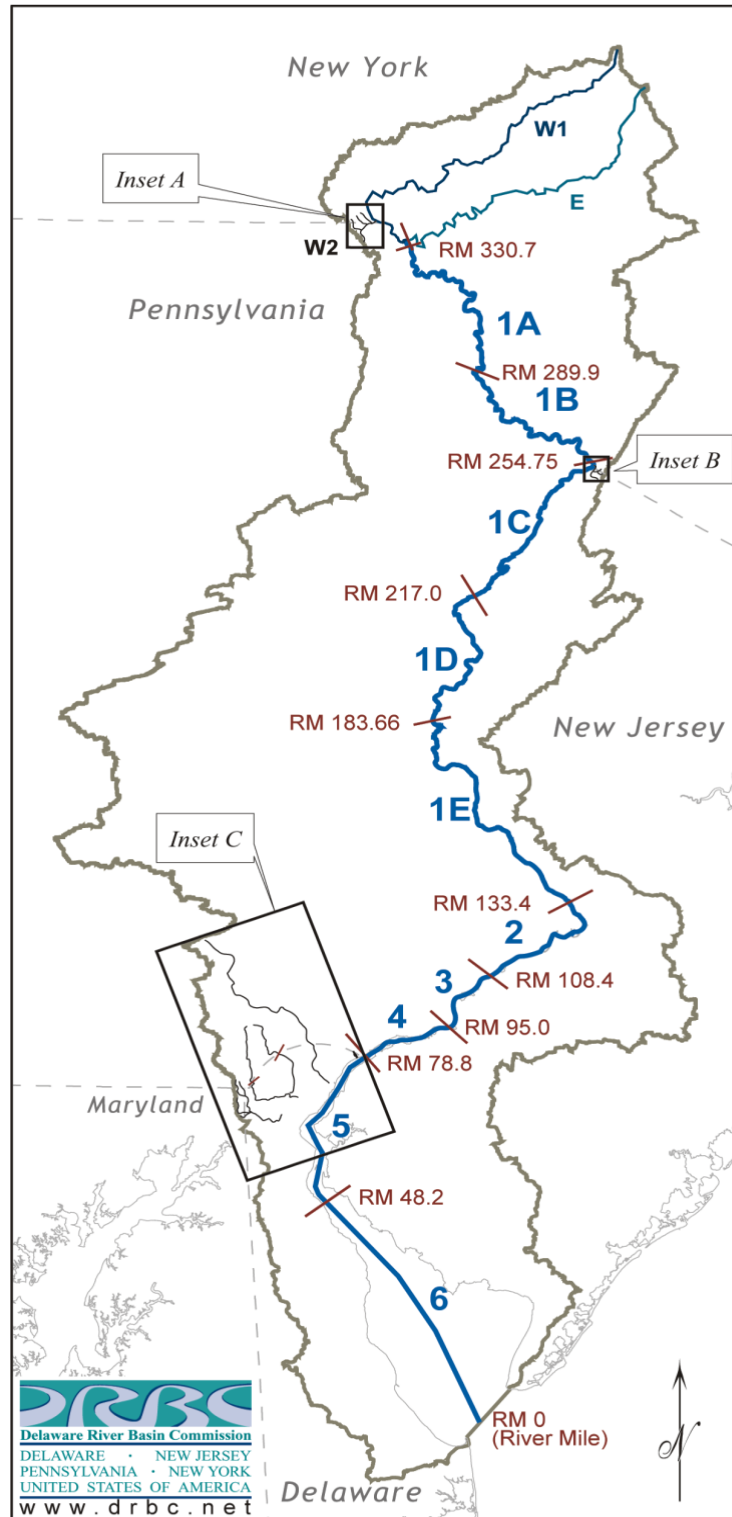 New York
W1
Inset A
E
W2
RM 330.7
Pennsylvania
1A
RM 289.9
1B
RM 254.75
Inset B
1C
RM 217.0
1D
RM 183.66
New Jersey
1E
Inset C
RM 133.4
2
RM 108.4
3
4
RM 95.0
RM 78.8
Maryland
5
RM 48.2
6
RM 0
(River Mile)
DRBC
Delaware River Basin Commission
DELAWARE · NEW JERSEY
PENNSYLVANIA · NEW YORK
UNITED STATES OF AMERICA
www.drbc.net
Delaware
N